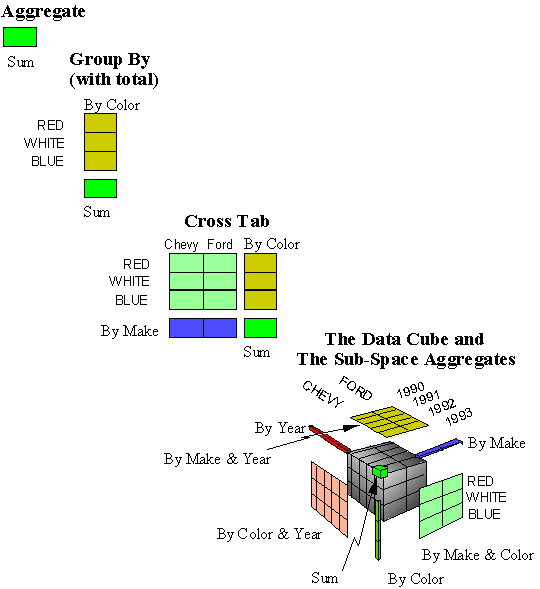 Aggregate
Sum
Group By
(with total)
By Color
RED
WHITE
BLUE
Sum
Cross Tab
Chevy Ford By Color
RED
WHITE
BLUE
By Make
Sum
The Data Cube and
The Sub-Space Aggregates
CHEVY
FORD
1990
1991
1992
1993
By Year
By Make
By Make & Year
RED
WHITE
BLUE
By Color & Year
By Make & Color
Sum
By Color